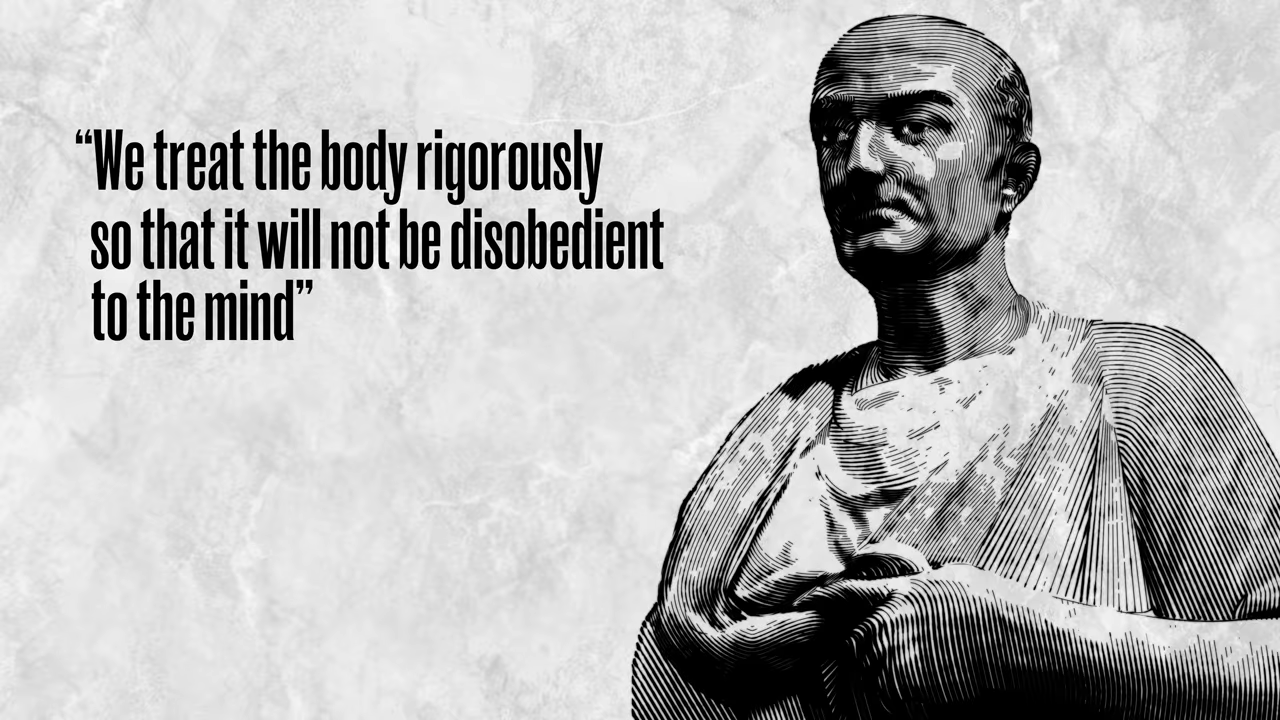 “We treat the body rigorously
so that it will not be disobedient
to the mind”